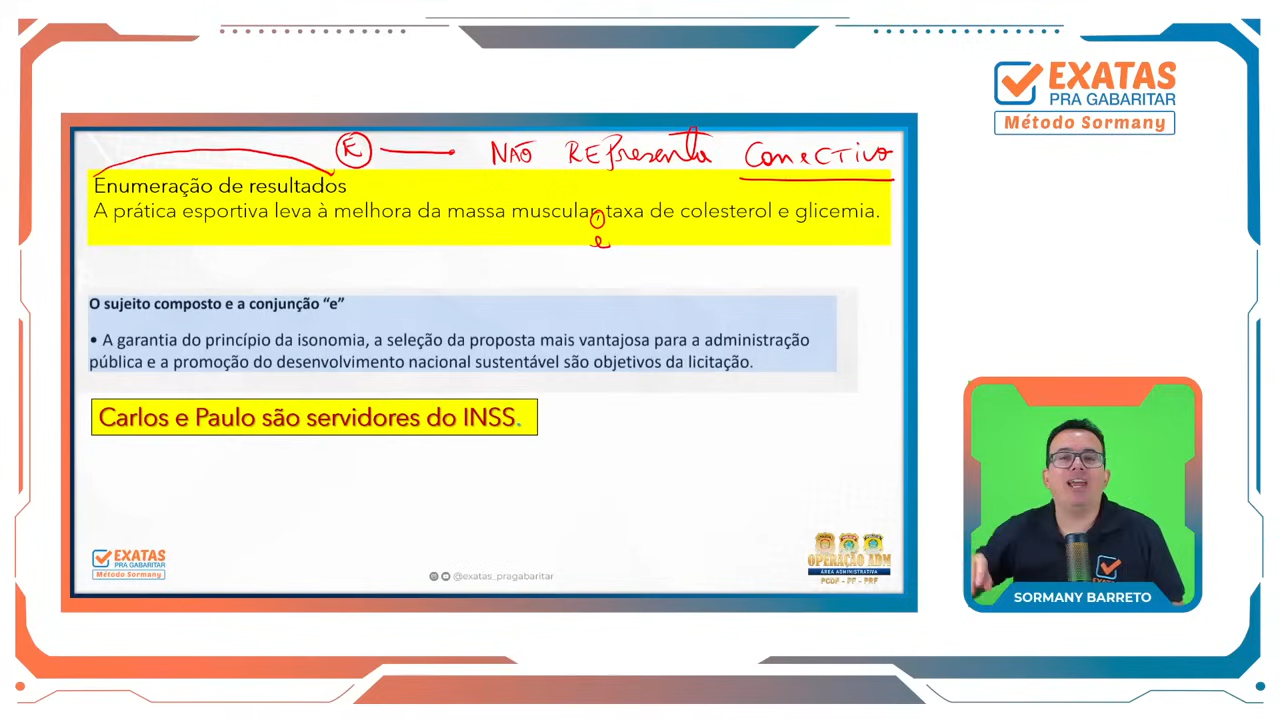 EXATAS
PRA GABARITAR
Método Sormany
E NÃO REPresenta ConeCTivo
Enumeração de resultados
A prática esportiva leva à melhora da massa muscular, taxa de colesterol e glicemia.
e
O sujeito composto e a conjunção “e”
• A garantia do princípio da isonomia, a seleção da proposta mais vantajosa para a administração
pública e a promoção do desenvolvimento nacional sustentável são objetivos da licitação.
Carlos e Paulo são servidores do INSS.
EXATAS
PRA GABARITAR
Método Sormany
@exatas_pragabaritar
OPERAÇÃO ADM
ÁREA ADMINISTRATIVA
PCDF - PF - PRF
EXATAS
SORMANY BARRETO